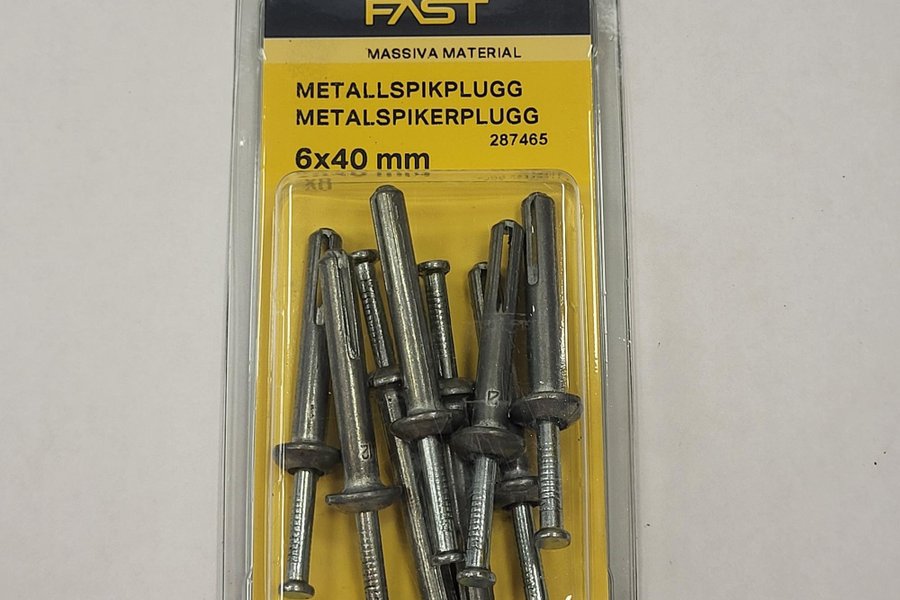 FAST
MASSIVA MATERIAL
METALLSPIKPLUGG
METALSPIKERPLUGG
287465
6x40 mm